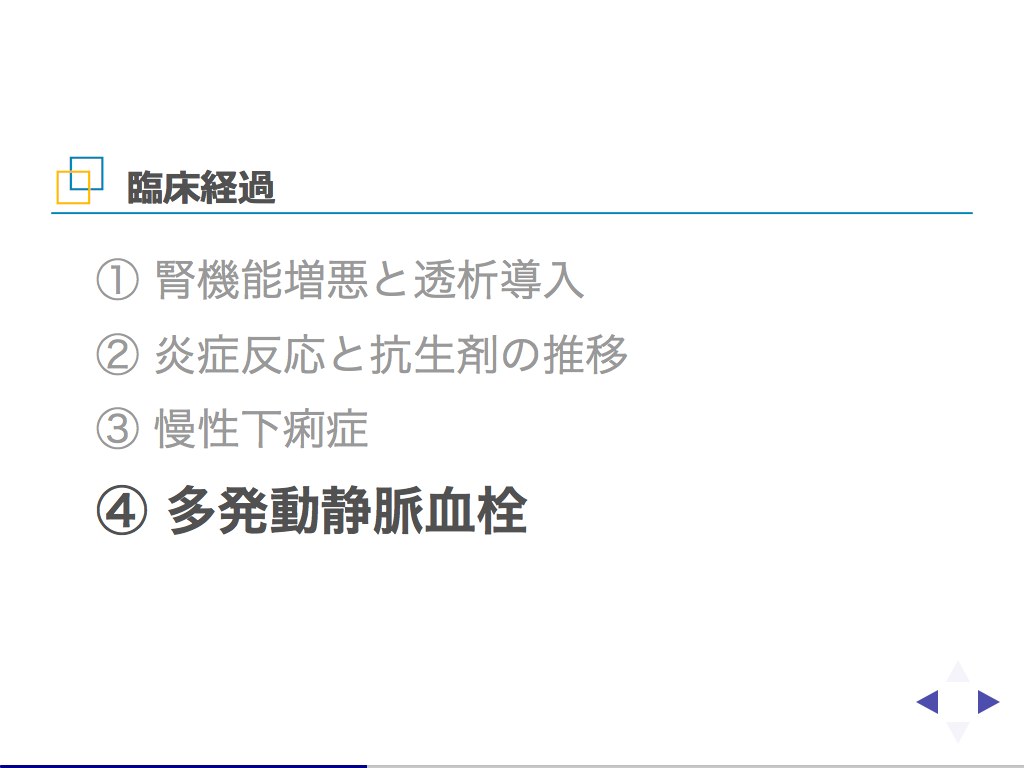 臨床経過
① 腎機能増悪と透析導入
② 炎症反応と抗生剤の推移
③ 慢性下痢症
④ 多発動静脈血栓